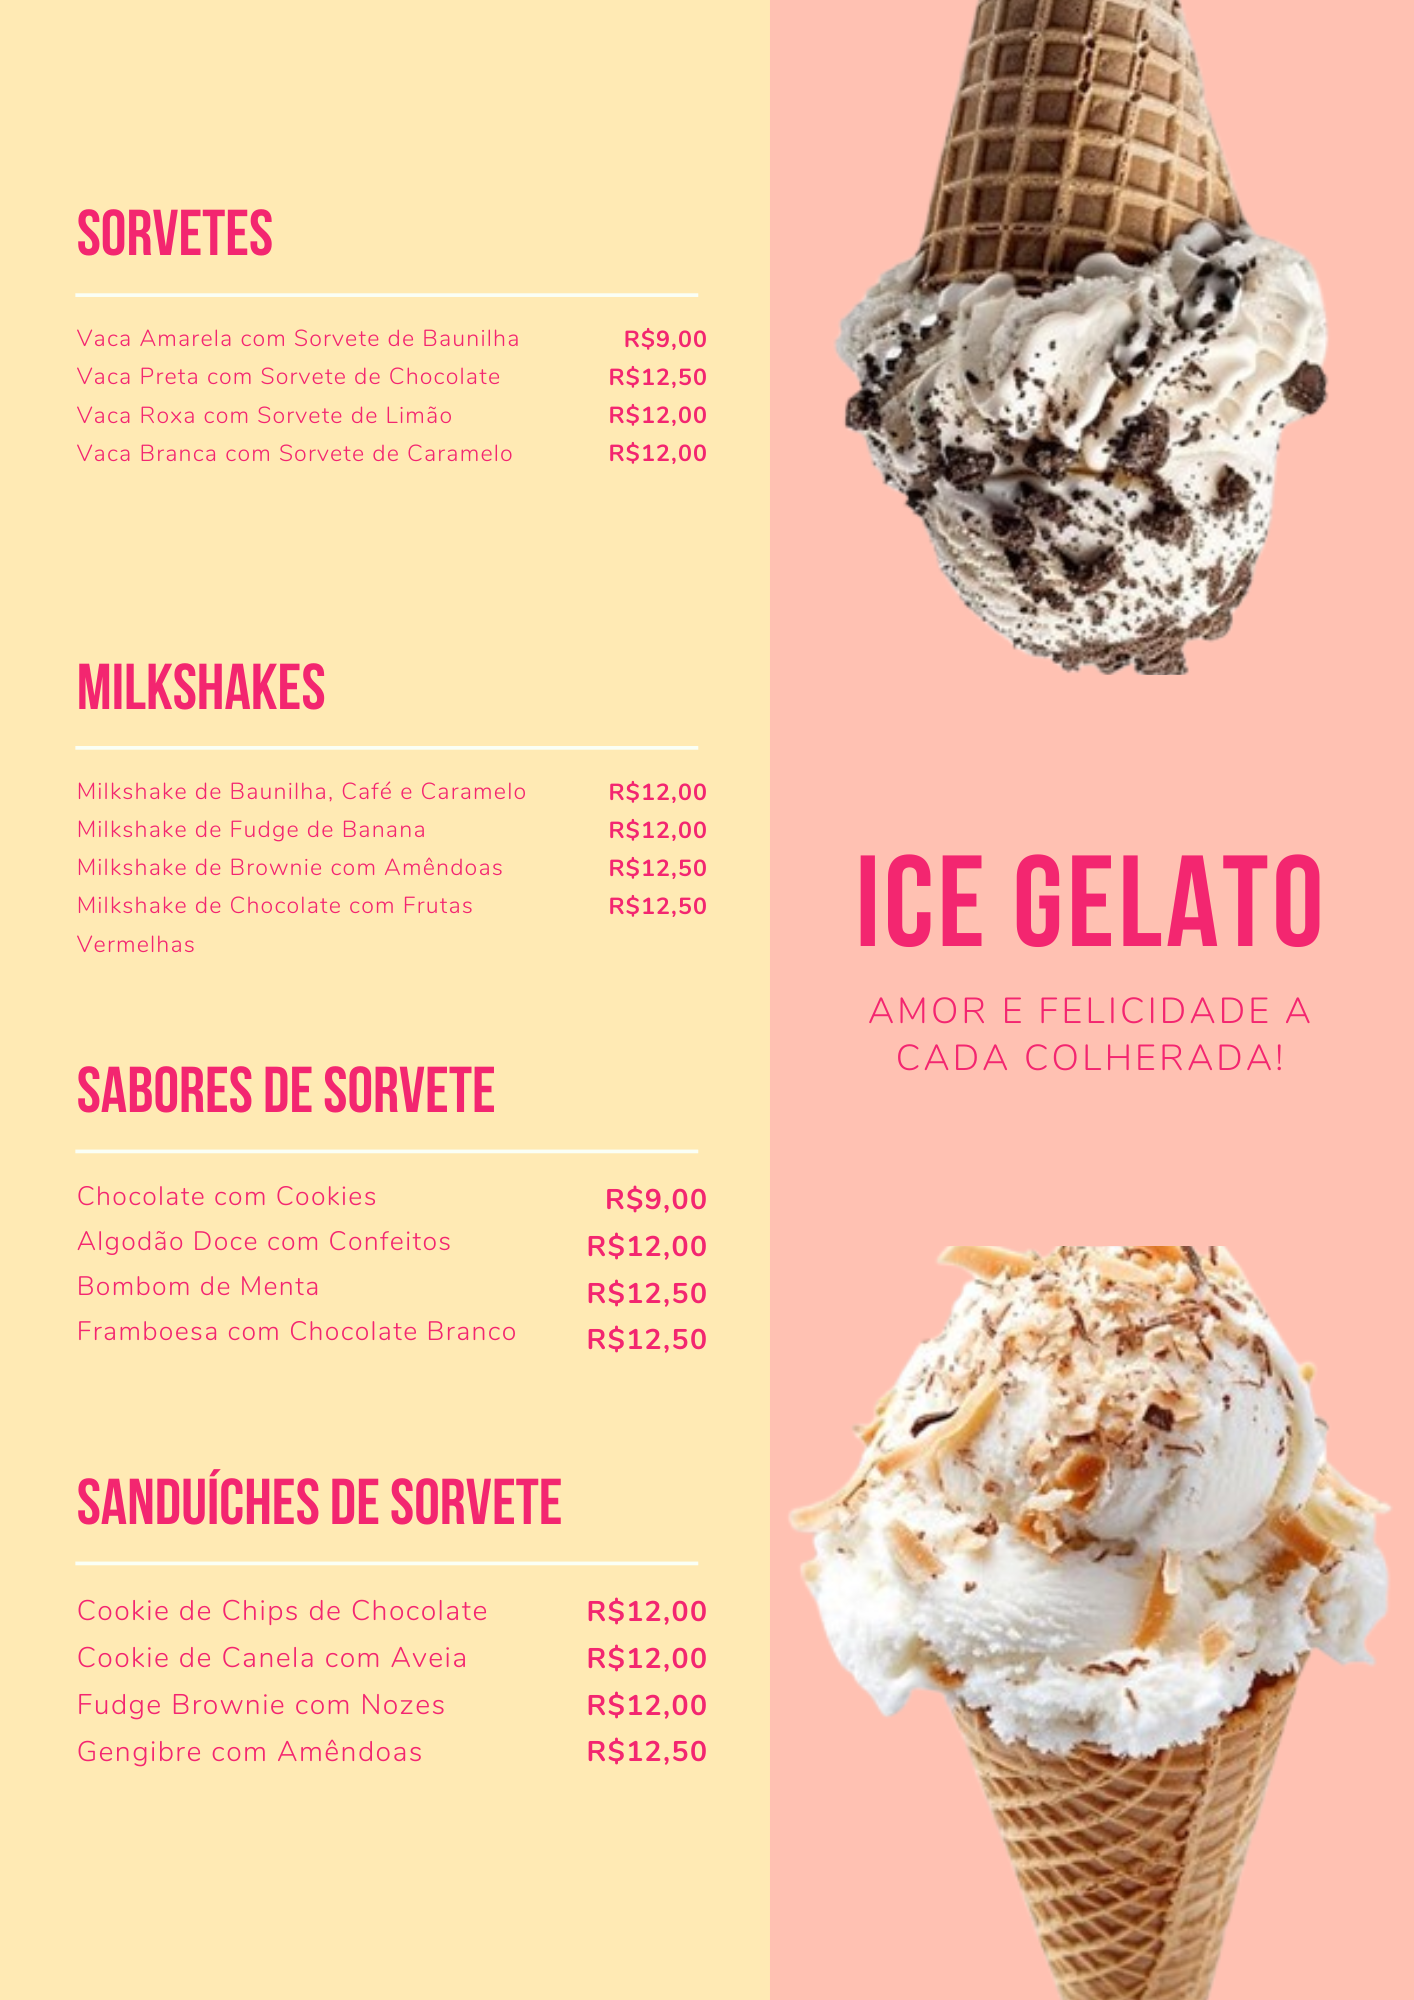 SORVETES
Vaca Amarela com Sorvete de Baunilha R$9,00
Vaca Preta com Sorvete de Chocolate R$12,50
Vaca Roxa com Sorvete de Limão R$12,00
Vaca Branca com Sorvete de Caramelo R$12,00
MILKSHAKES
Milkshake de Baunilha, Café e Caramelo R$12,00
Milkshake de Fudge de Banana R$12,00
Milkshake de Brownie com Amêndoas R$12,50
Milkshake de Chocolate com Frutas R$12,50
Vermelhas
SABORES DE SORVETE
Chocolate com Cookies R$9,00
Algodão Doce com Confeitos R$12,00
Bombom de Menta R$12,50
Framboesa com Chocolate Branco R$12,50
SANDUÍCHES DE SORVETE
Cookie de Chips de Chocolate R$12,00
Cookie de Canela com Aveia R$12,00
Fudge Brownie com Nozes R$12,00
Gengibre com Amêndoas R$12,50
ICE GELATO
AMOR E FELICIDADE A
CADA COLHERADA!